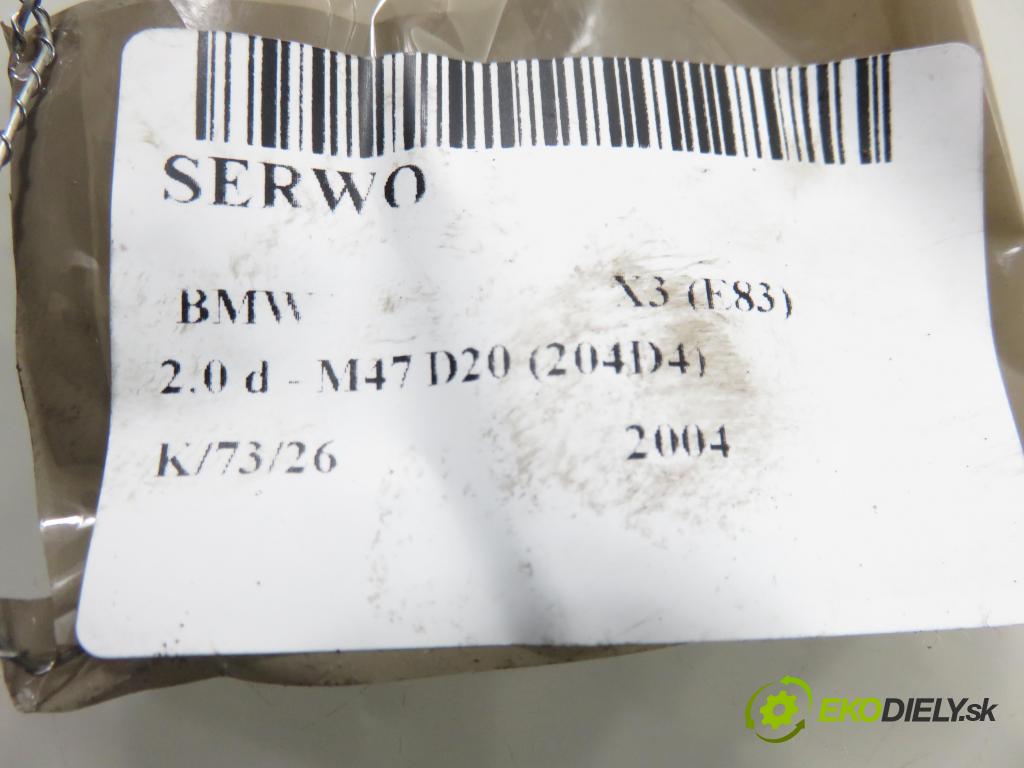 SERWO
BMW X3 (E83)
2.0 d - M47 D20 (204D4)
K/73/26 2004
EKODIELY.sk